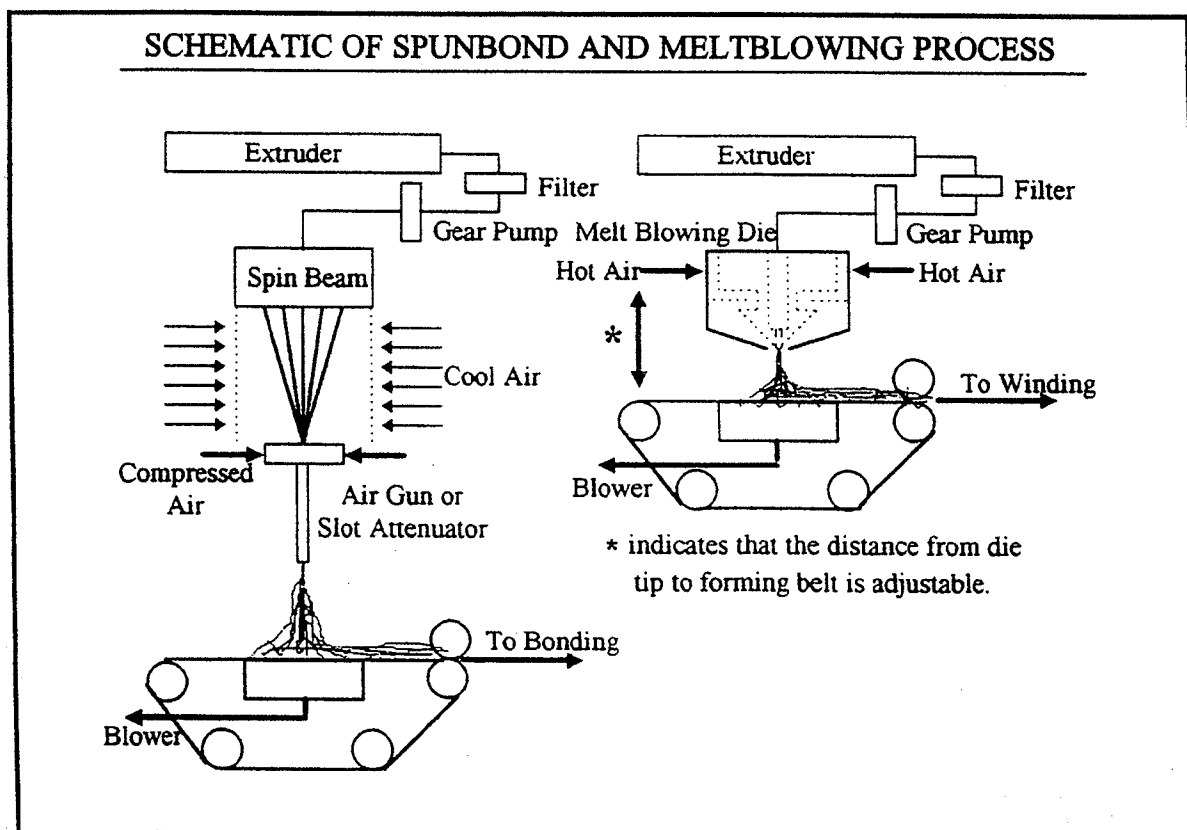 SCHEMATIC OF SPUNBOND AND MELTBLOWING PROCESS
Extruder
Filter
Gear Pump
Spin Beam
Cool Air
Compressed
Air
Air Gun or
Slot Attenuator
To Bonding
Blower
Extruder
Filter
Gear Pump
Melt Blowing Die
Hot Air
Hot Air
*
To Winding
Blower
* indicates that the distance from die
tip to forming belt is adjustable.